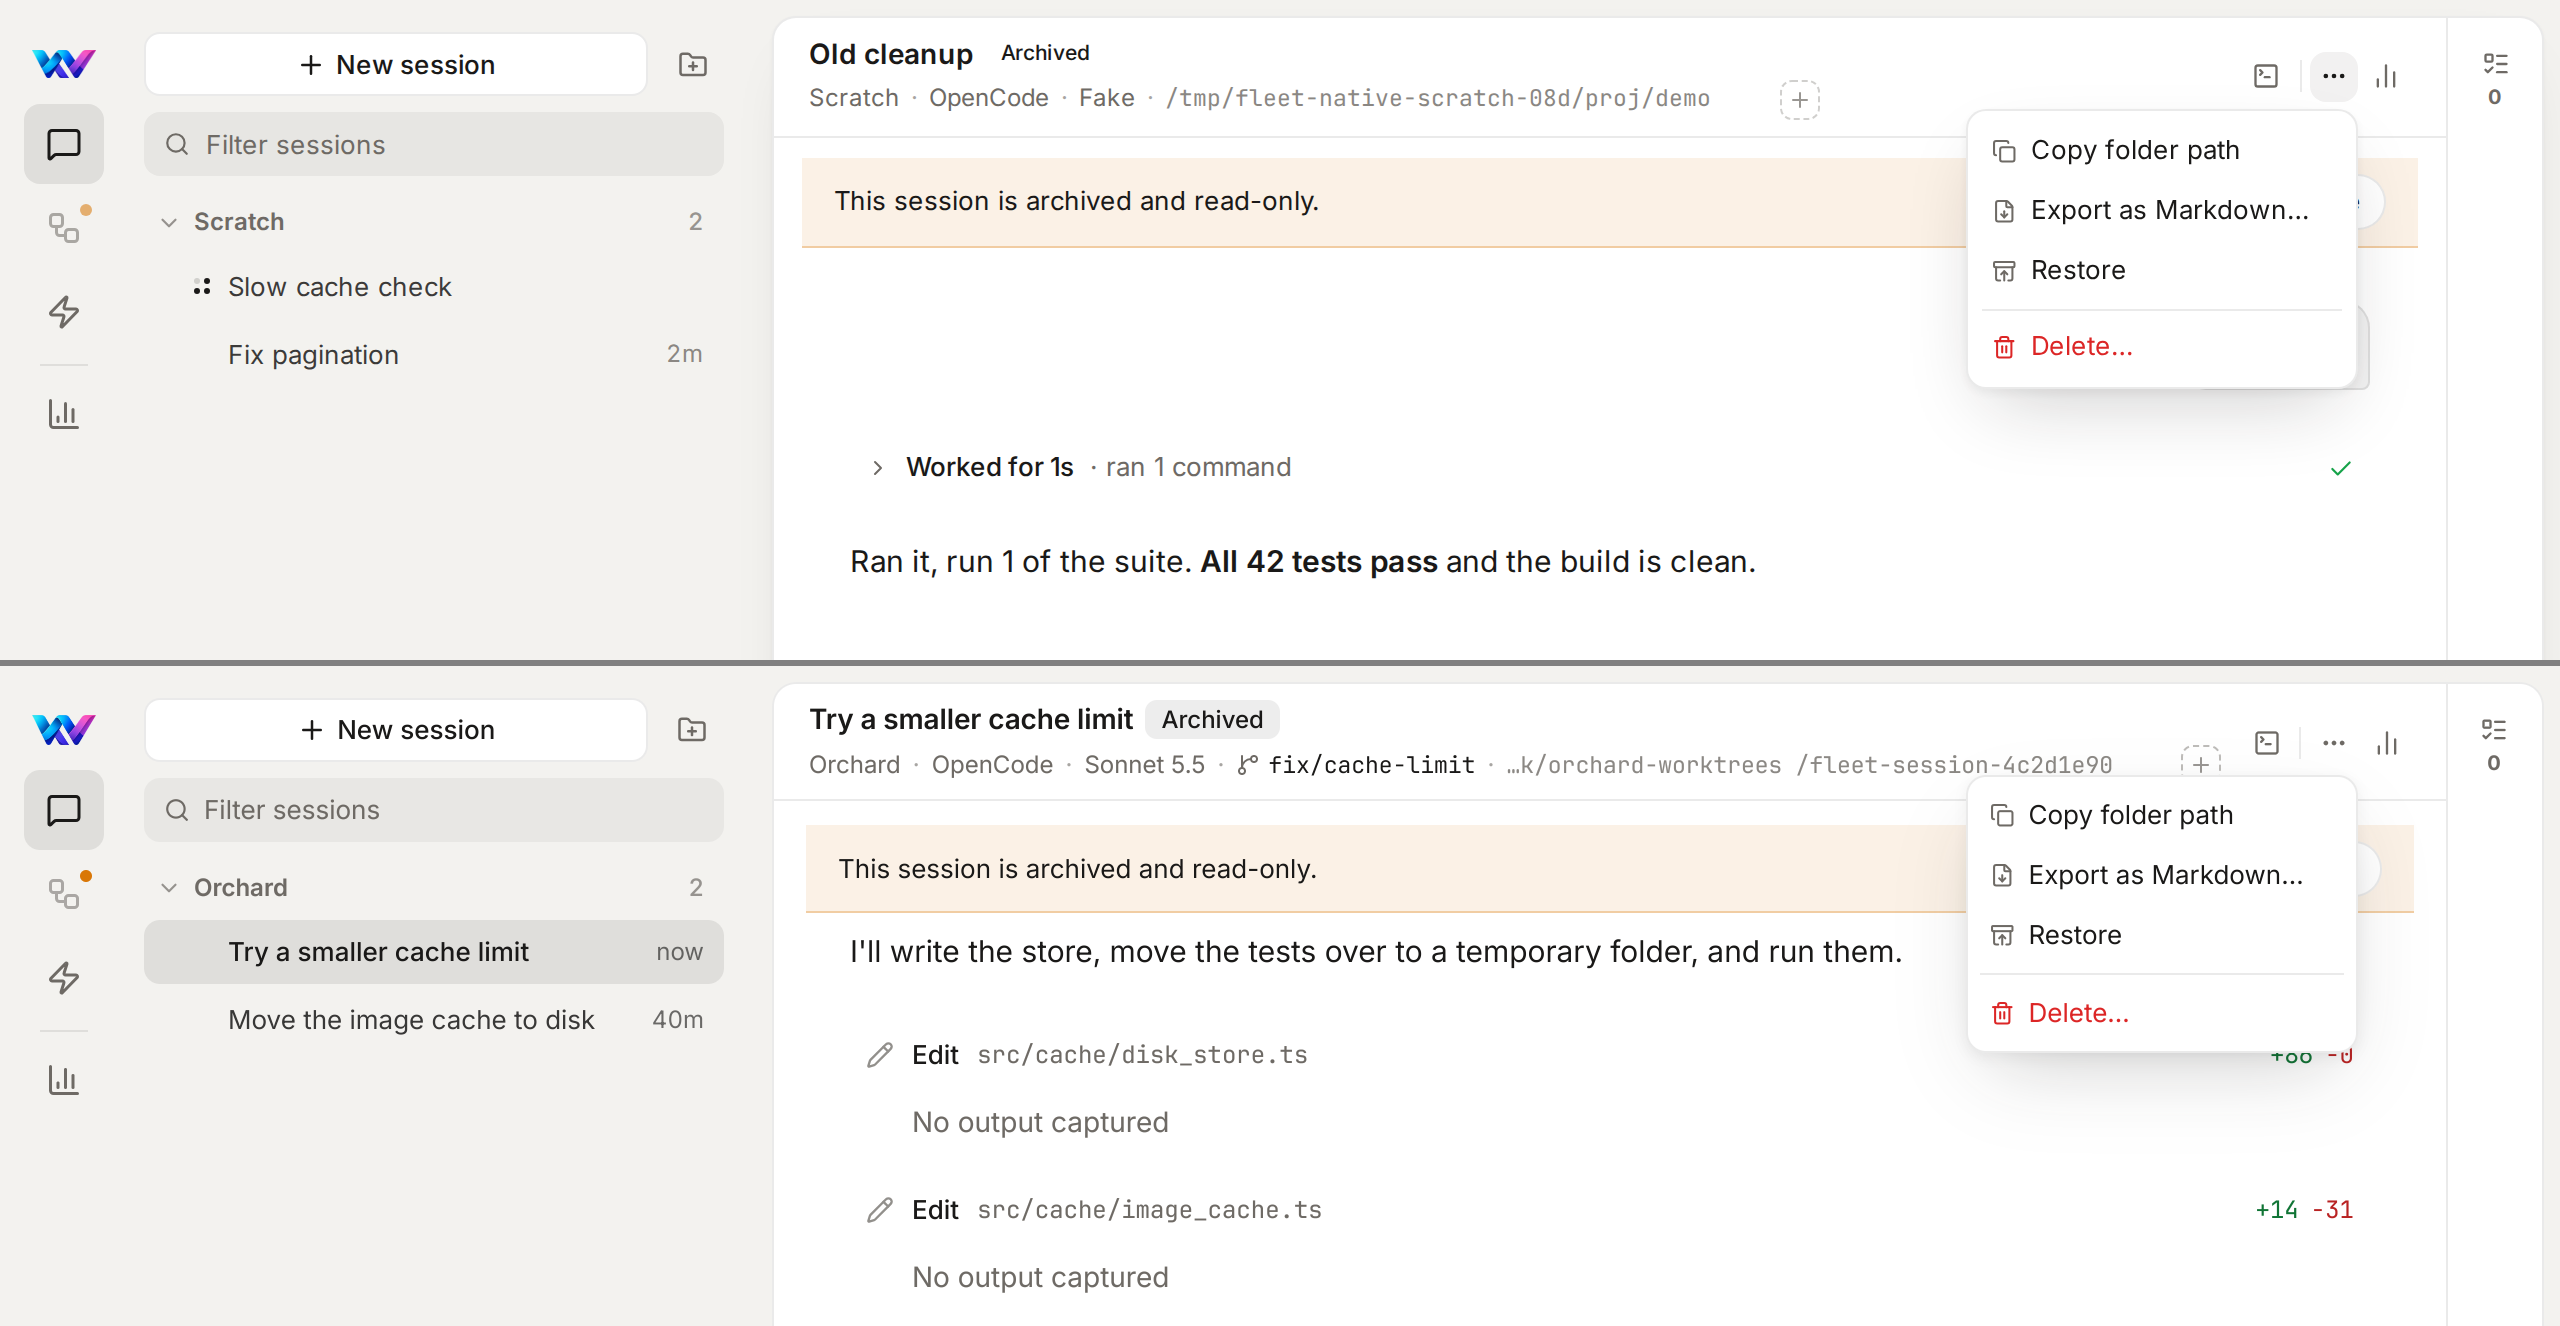 New session
Filter sessions
Scratch 2
Slow cache check
Fix pagination 2m
Old cleanup Archived
Scratch · OpenCode · Fake · /tmp/fleet-native-scratch-08d/proj/demo
0
This session is archived and read-only.
Copy folder path
Export as Markdown...
Restore
Delete...
Worked for 1s · ran 1 command
Ran it, run 1 of the suite. All 42 tests pass and the build is clean.
New session
Filter sessions
Orchard 2
Try a smaller cache limit now
Move the image cache to disk 40m
Try a smaller cache limit Archived
Orchard · OpenCode · Sonnet 5.5 · fix/cache-limit · …k/orchard-worktrees /fleet-session-4c2d1e90
0
This session is archived and read-only.
Copy folder path
Export as Markdown...
Restore
Delete...
I'll write the store, move the tests over to a temporary folder, and run them.
Edit src/cache/disk_store.ts -0
No output captured
Edit src/cache/image_cache.ts +14 -31
No output captured